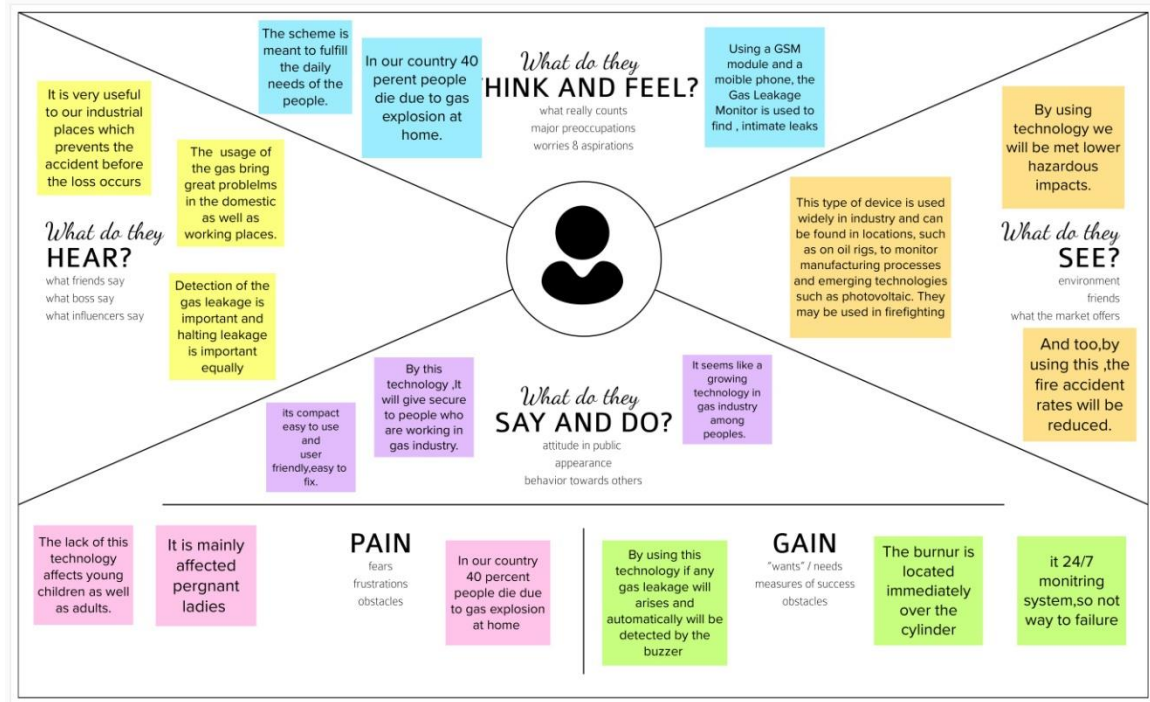 The scheme is
meant to fulfill
the daily
needs of the
people.
In our country 40
perent people
die due to gas
explosion at
home.
What do they
HINK AND FEEL?
what really counts
major preoccupations
worries & aspirations
Using a GSM
module and a
moible phone, the
Gas Leakage
Monitor is used to
find , intimate leaks
It is very useful
to our industrial
places which
prevents the
accident before
the loss occurs
The usage of
the gas bring
great problelms
in the domestic
as well as
working places.
What do they
HEAR?
what friends say
what boss say
what influencers say
Detection of the
gas leakage is
important and
halting leakage
is important
equally
By using
technology we
will be met lower
hazardous
impacts.
This type of device is used
widely in industry and can
be found in locations, such
as on oil rigs, to monitor
manufacturing processes
and emerging technologies
such as photovoltaic. They
may be used in firefighting
What do they
SEE?
environment
friends
what the market offers
And too,by
using this ,the
fire accident
rates will be
reduced.
its compact
easy to use
and
user
friendly,easy to
fix.
By this
technology ,It
will give secure
to people who
are working in
gas industry.
What do they
SAY AND DO?
attitude in public
appearance
behavior towards others
It seems like a
growing
technology in
gas industry
among
peoples.
The lack of this
technology
affects young
children as well
as adults.
It is mainly
affected
pergnant
ladies
PAIN
fears
frustrations
obstacles
In our country
40 percent
people die due
to gas explosion
at home
By using this
technology if any
gas leakage will
arises and
automatically will be
detected by the
buzzer
GAIN
"wants" / needs
measures of success
obstacles
The burnur is
located
immediately
over the
cylinder
it 24/7
monitring
system,so not
way to failure